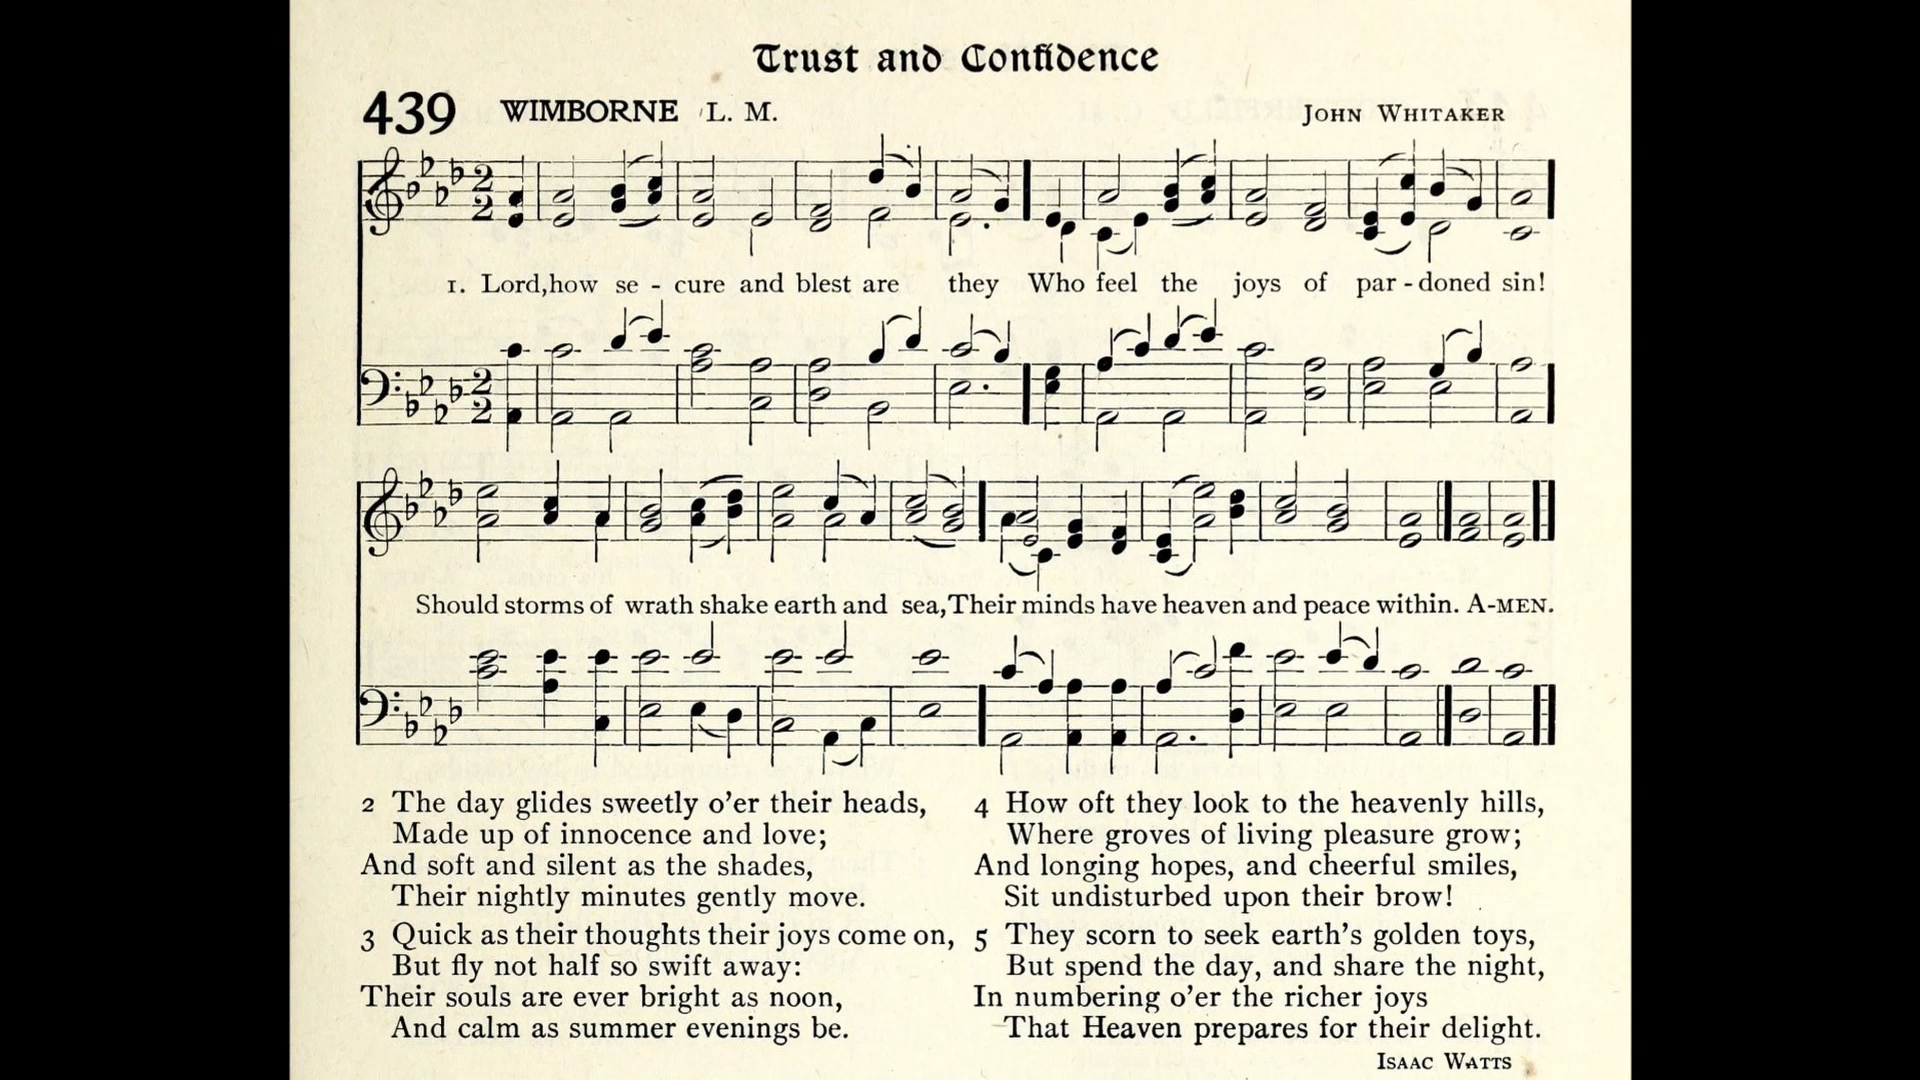 Trust and Confidence
439 WIMBORNE L. M. JOHN WHITAKER
1. Lord, how se - cure and blest are they Who feel the joys of par - doned sin!
Should storms of wrath shake earth and sea, Their minds have heaven and peace within. A-MEN.
2 The day glides sweetly o'er their heads,
Made up of innocence and love;
And soft and silent as the shades,
Their nightly minutes gently move.
3 Quick as their thoughts their joys come on,
But fly not half so swift away:
Their souls are ever bright as noon,
And calm as summer evenings be.
4 How oft they look to the heavenly hills,
Where groves of living pleasure grow;
And longing hopes, and cheerful smiles,
Sit undisturbed upon their brow!
5 They scorn to seek earth's golden toys,
But spend the day, and share the night,
In numbering o'er the richer joys
That Heaven prepares for their delight.
ISAAC WATTS